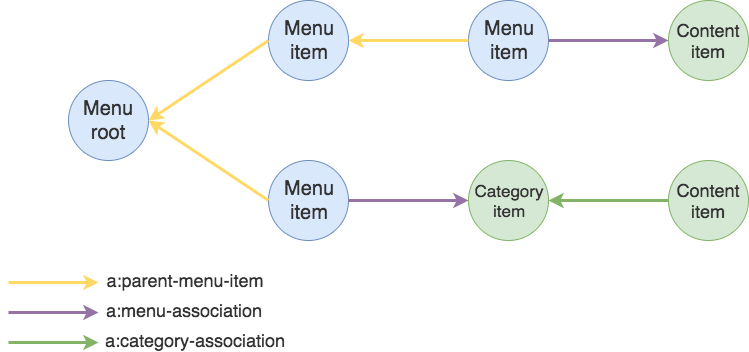 Menu
item
Menu
item
Content
item
Menu
root
Menu
item
Category
item
Content
item
a:parent-menu-item
a:menu-association
a:category-association